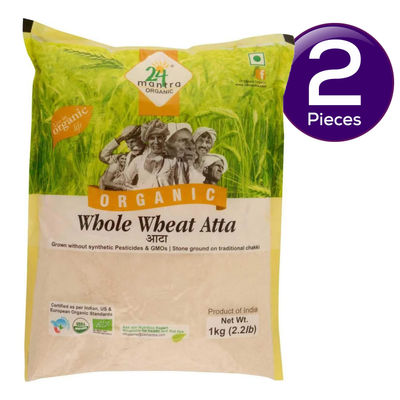 2
Pieces
24
mantra
ORGANIC
organic
life
ORGANIC
Whole Wheat Atta
आटा
Grown without synthetic Pesticides & GMOs | Stone ground on traditional chakki
Certified as per Indian, US &
European Organic Standards
Product of India
Net Wt.
1kg (2.2lb)